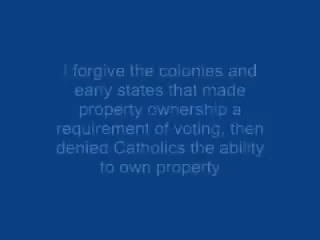 I forgive the colonies and
early states that made
property ownership a
requirement of voting, then
denied Catholics the ability
to own property